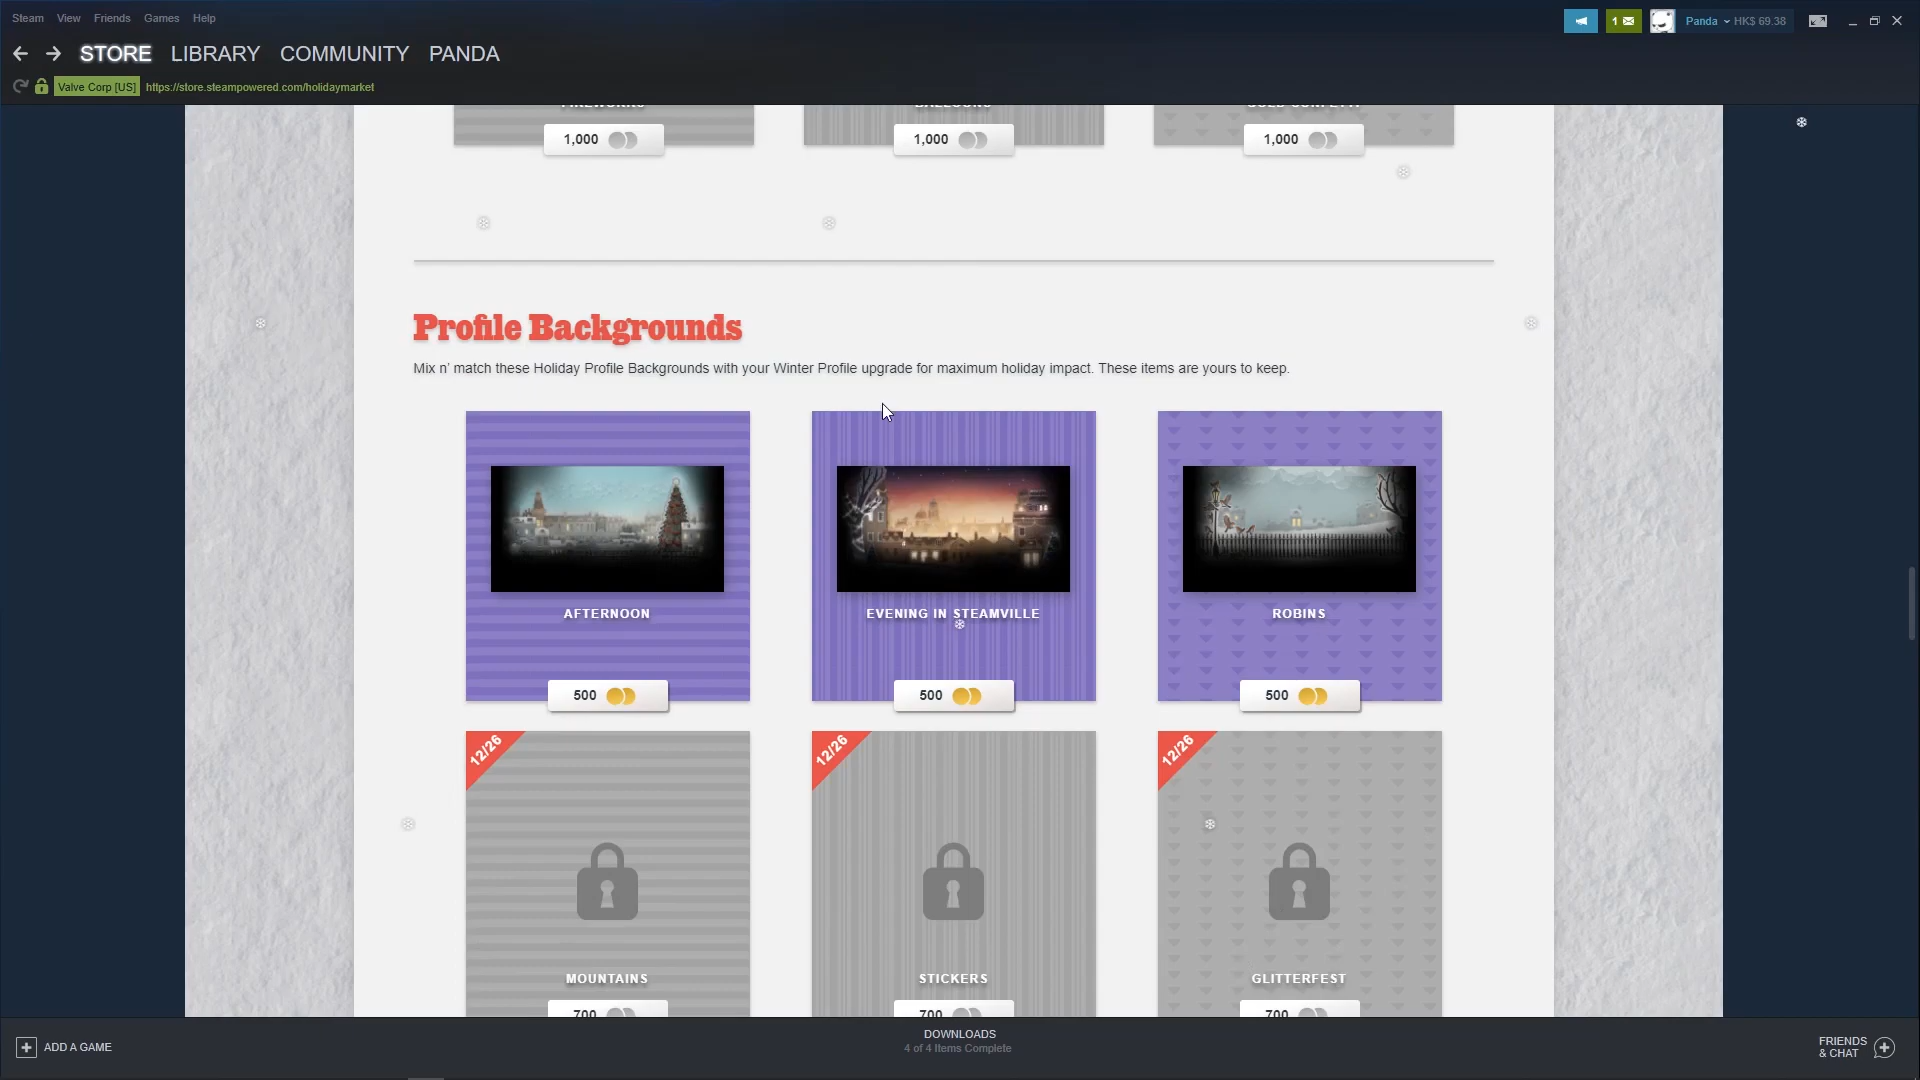 Steam View Friends Games Help
1
Panda HK$ 69.38
STORE LIBRARY COMMUNITY PANDA
Valve Corp [US] https://store.steampowered.com/holidaymarket
FIREWORKS BALLOONS GOLD CONFETTI
1,000 1,000 1,000
Profile Backgrounds
Mix n' match these Holiday Profile Backgrounds with your Winter Profile upgrade for maximum holiday impact. These items are yours to keep.
AFTERNOON EVENING IN STEAMVILLE ROBINS
500 500 500
12/26 12/26 12/26
MOUNTAINS STICKERS GLITTERFEST
700 700 700
ADD A GAME
DOWNLOADS
4 of 4 Items Complete
FRIENDS
& CHAT